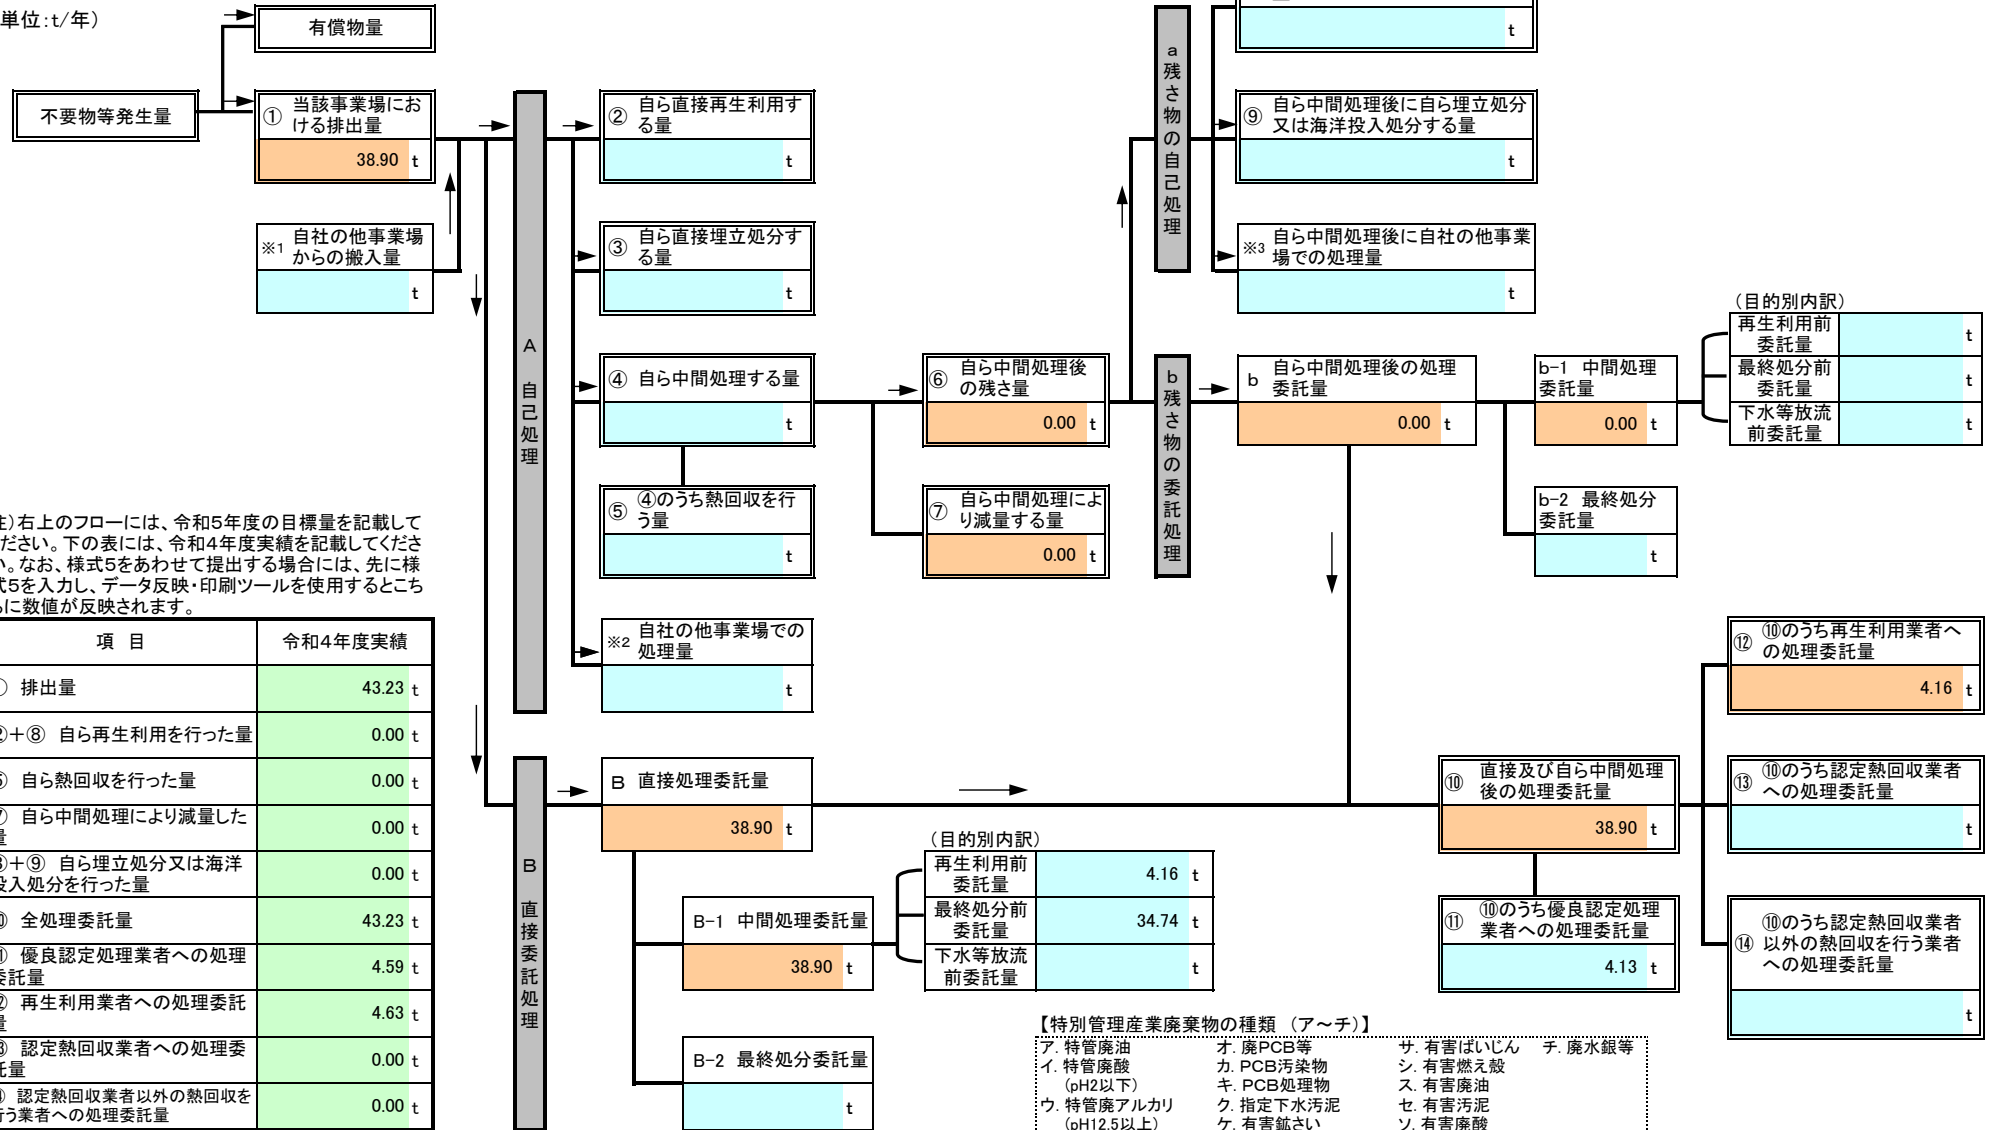 単位:t/年)
有償物量
t
不要物等発生量
①
当該事業場にお
ける排出量
38.90 t
※1
自社の他事業場
からの搬入量
t
A 自己処理
②
自ら直接再生利用す
る量
t
③
自ら直接埋立処分す
る量
t
④ 自ら中間処理する量
t
⑤
④のうち熱回収を行
う量
t
※2
自社の他事業場での
処理量
t
⑥
自ら中間処理後
の残さ量
0.00 t
⑦
自ら中間処理によ
り減量する量
0.00 t
a 残さ物の自己処理
⑨
自ら中間処理後に自ら埋立処分
又は海洋投入処分する量
t
※3
自ら中間処理後に自社の他事業
場での処理量
t
b 残さ物の委託処理
b
自ら中間処理後の処理
委託量
0.00 t
b-1 中間処理
委託量
0.00 t
b-2 最終処分
委託量
t
(目的別内訳)
再生利用前
委託量
t
最終処分前
委託量
t
下水等放流
前委託量
t
)右上のフローには、令和5年度の目標量を記載して
ださい。下の表には、令和4年度実績を記載してくださ
。なお、様式5をあわせて提出する場合には、先に様
式5を入力し、データ反映・印刷ツールを使用するとこち
に数値が反映されます。
項 目 令和4年度実績
排出量 43.23 t
+⑧ 自ら再生利用を行った量 0.00 t
自ら熱回収を行った量 0.00 t
自ら中間処理により減量した
量 0.00 t
+⑨ 自ら埋立処分又は海洋
投入処分を行った量 0.00 t
全処理委託量 43.23 t
優良認定処理業者への処理
委託量 4.59 t
再生利用業者への処理委託
量 4.63 t
認定熱回収業者への処理委
託量 0.00 t
認定熱回収業者以外の熱回収を
行う業者への処理委託量 0.00 t
B 直接委託処理
B 直接処理委託量
38.90 t
B-1 中間処理委託量
38.90 t
B-2 最終処分委託量
t
(目的別内訳)
再生利用前
委託量
4.16 t
最終処分前
委託量
34.74 t
下水等放流
前委託量
t
⑩
直接及び自ら中間処理
後の処理委託量
38.90 t
⑪
⑩のうち優良認定処理
業者への処理委託量
4.13 t
⑫
⑩のうち再生利用業者へ
の処理委託量
4.16 t
⑬
⑩のうち認定熱回収業者
への処理委託量
t
⑭
⑩のうち認定熱回収業者
以外の熱回収を行う業者
への処理委託量
t
【特別管理産業廃棄物の種類 (ア～チ)】
ア. 特管廃油 オ. 廃PCB等 サ. 有害ばいじん チ. 廃水銀等
イ. 特管廃酸 カ. PCB汚染物 シ. 有害燃え殻
(pH2以下) キ. PCB処理物 ス. 有害廃油
ウ. 特管廃アルカリ ク. 指定下水汚泥 セ. 有害汚泥
(pH12.5以上) ケ. 有害鉱さい ソ. 有害廃酸